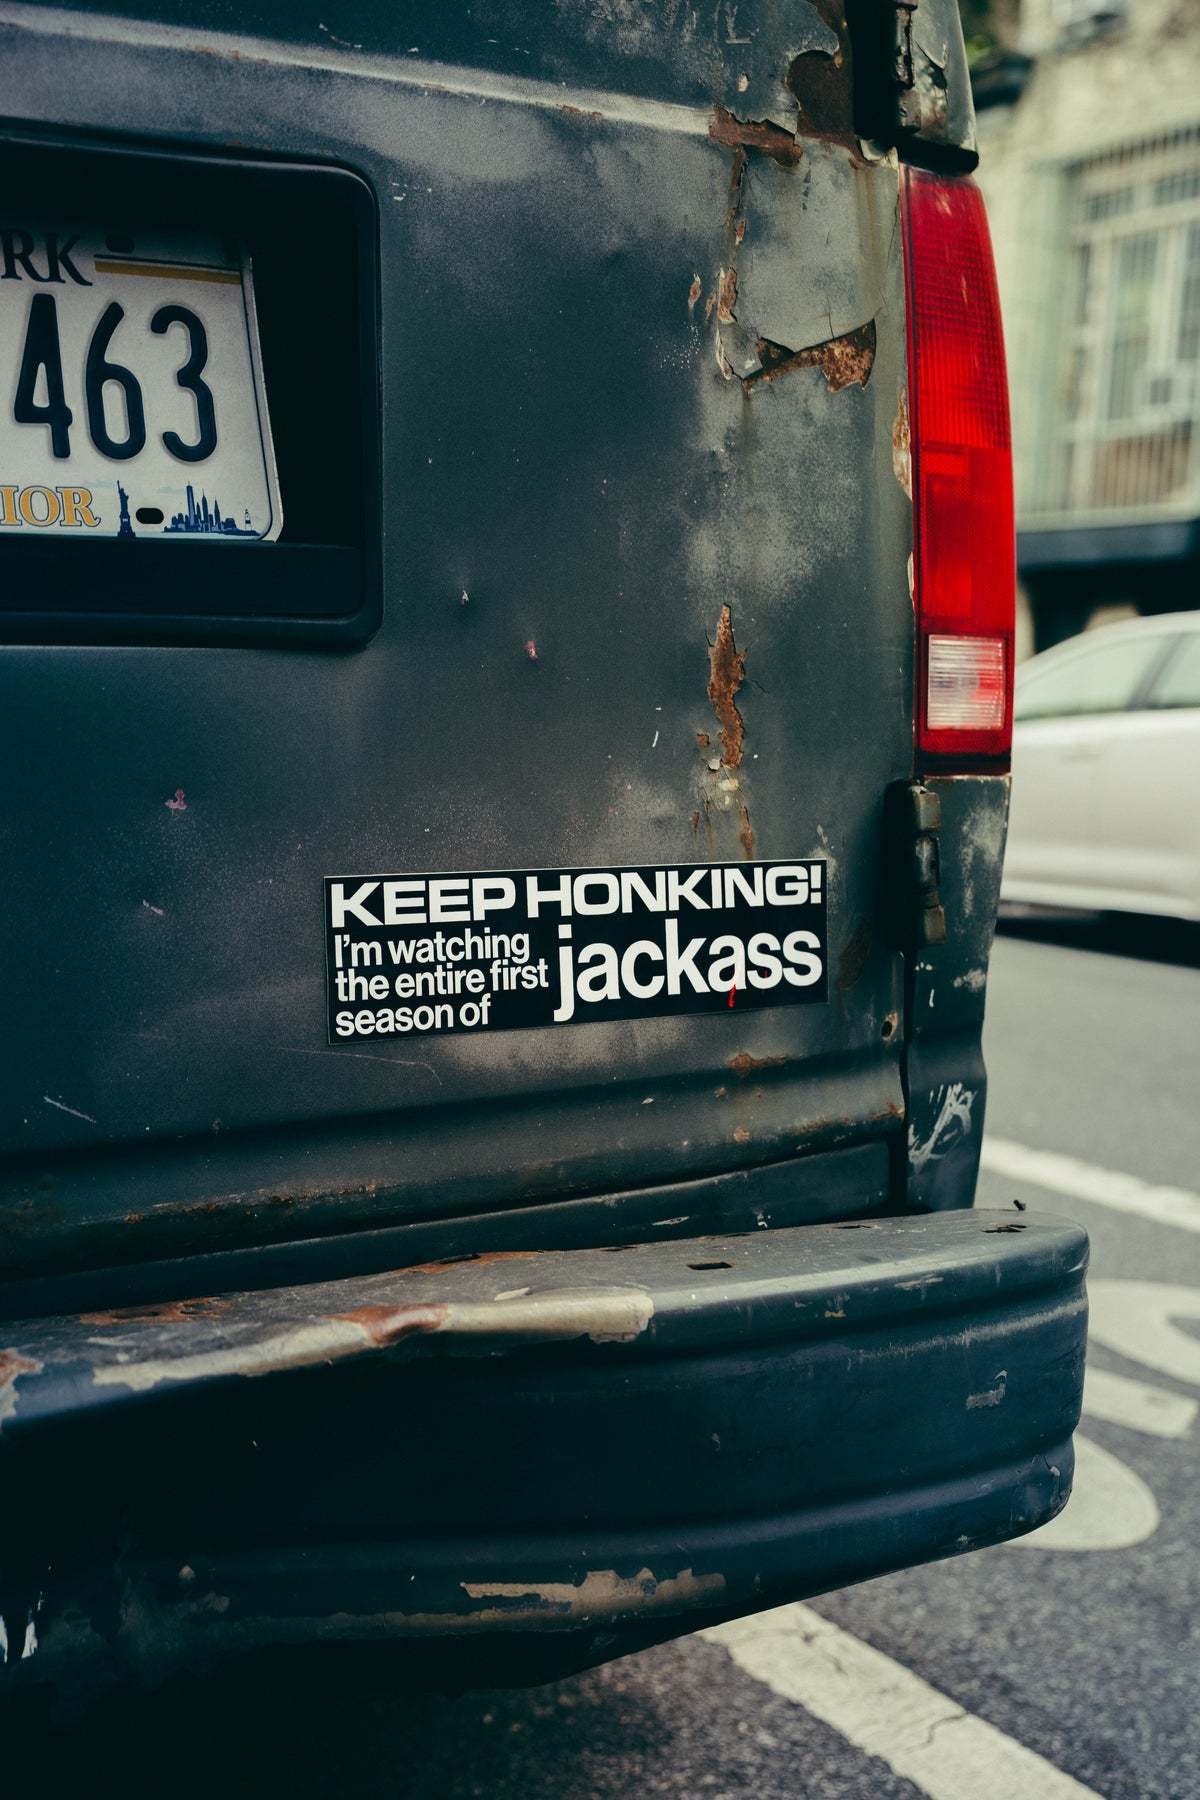 RK
463
IOR
KEEP HONKING!
I'm watching
the entire first
season of
jackass